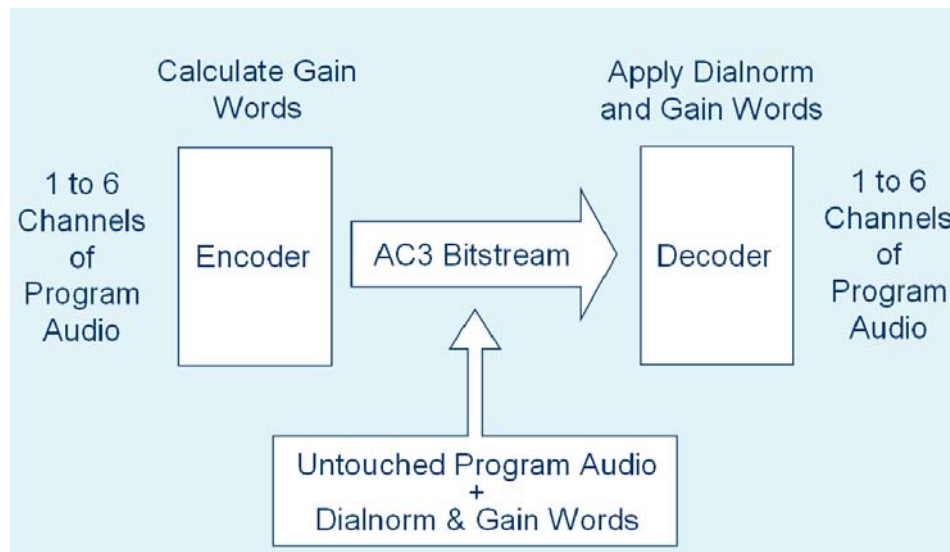 Calculate Gain
Words
Apply Dialnorm
and Gain Words
1 to 6
Channels
of
Program
Audio
Encoder
AC3 Bitstream
Decoder
1 to 6
Channels
of
Program
Audio
Untouched Program Audio
+
Dialnorm & Gain Words